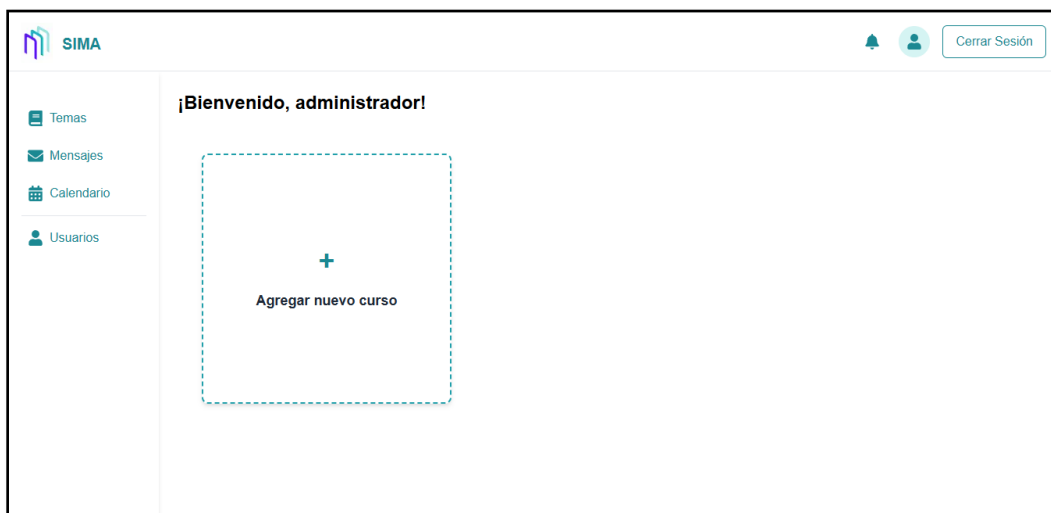 SIMA
Cerrar Sesión
¡Bienvenido, administrador!
Temas
Mensajes
Calendario
Usuarios
+
Agregar nuevo curso